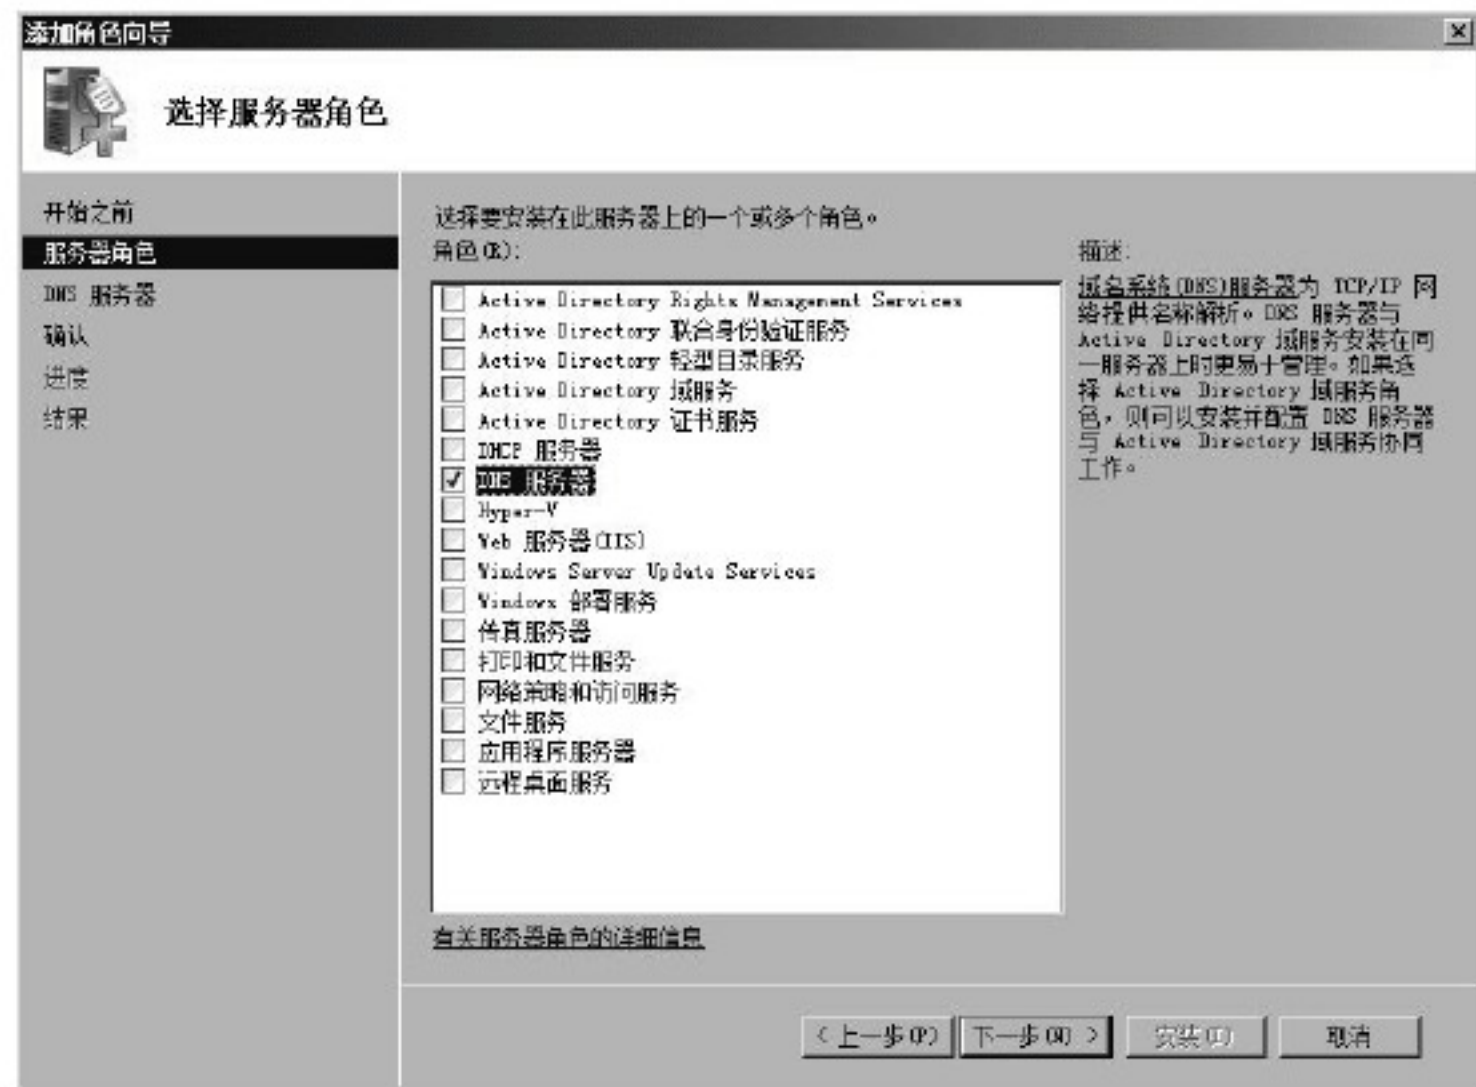 添加角色向导
选择服务器角色
开始之前
服务器角色
DNS 服务器
确认
进度
结果
选择要安装在此服务器上的一个或多个角色。
角色(R):
Active Directory Rights Management Services
Active Directory 联合身份验证服务
Active Directory 轻型目录服务
Active Directory 域服务
Active Directory 证书服务
DHCP 服务器
DNS 服务器
Hyper-V
Web 服务器(IIS)
Windows Server Update Services
Windows 部署服务
传真服务器
打印和文件服务
网络策略和访问服务
文件服务
应用程序服务器
远程桌面服务
有关服务器角色的详细信息
描述:
域名系统(DNS)服务器为 TCP/IP 网
络提供名称解析。DNS 服务器与
Active Directory 域服务安装在同
一服务器上时更易于管理。如果选
择 Active Directory 域服务角
色,则可以安装并配置 DNS 服务器
与 Active Directory 域服务协同
工作。
< 上一步(P)
下一步(N) >
安装(I)
取消